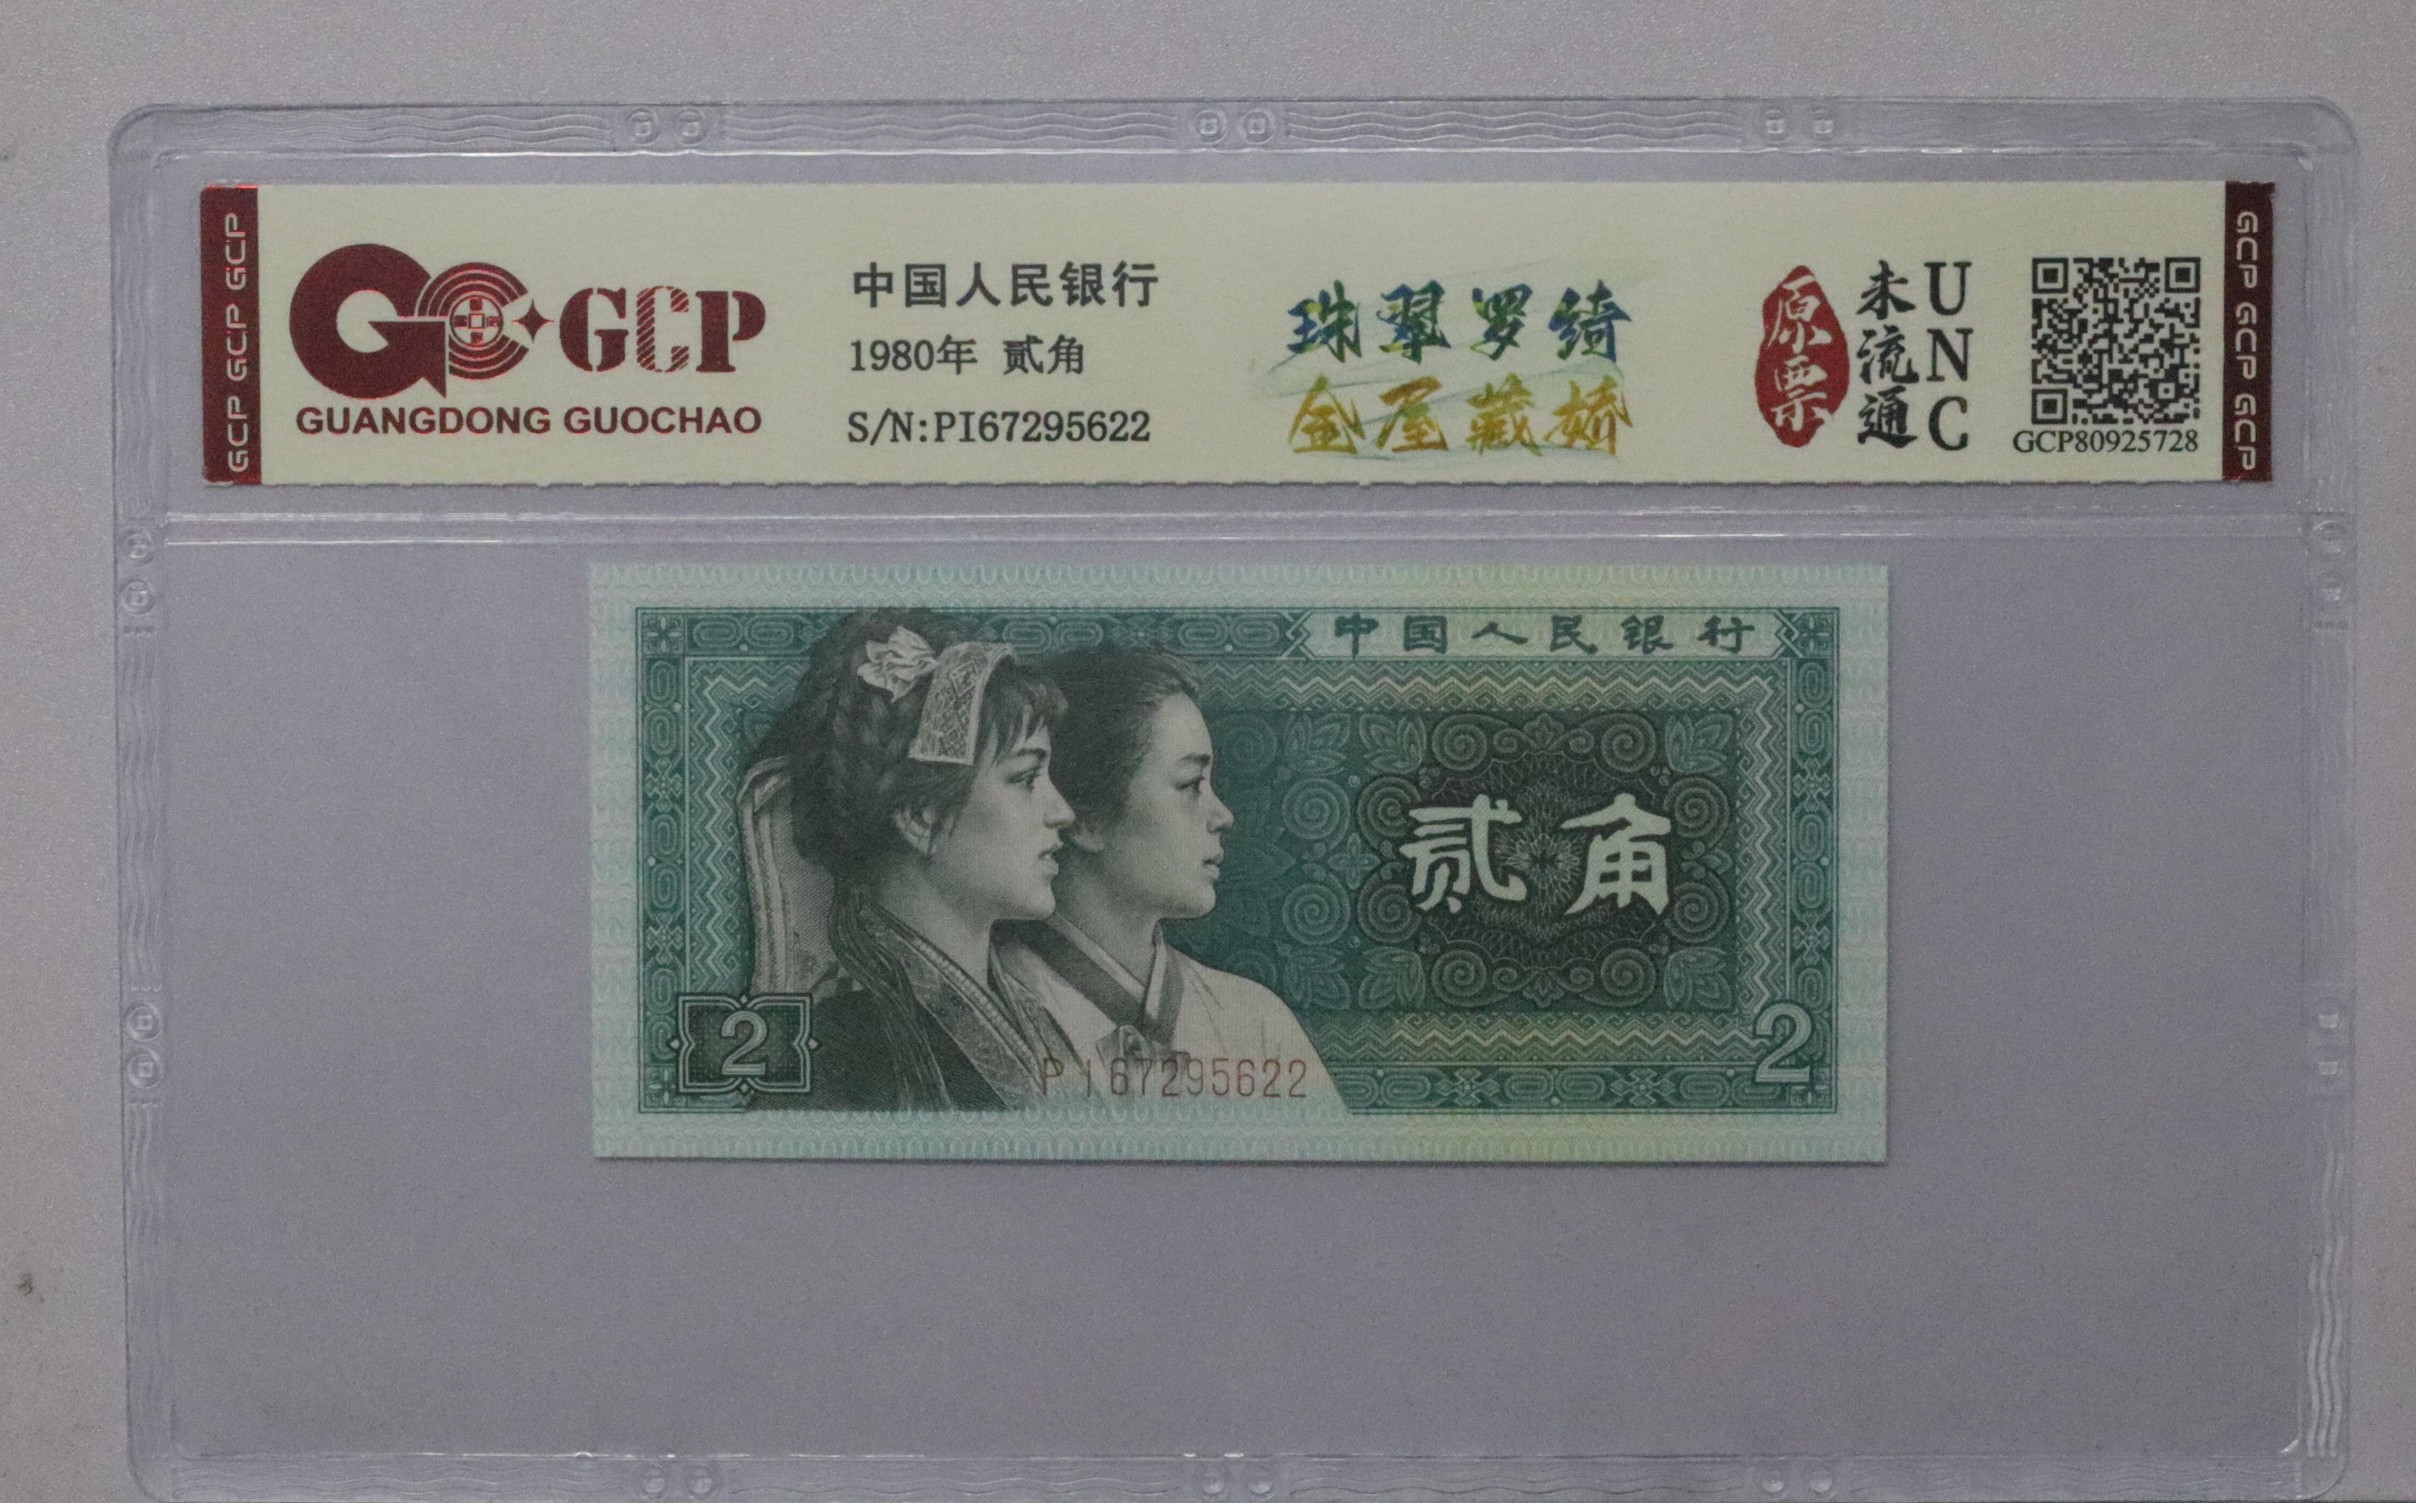 GCP GCP GCP
GCP
GUANGDONG GUOCHAO
中国人民银行
1980年 贰角
S/N:PI67295622
珠翠罗绮
金屋藏娇
原票
未流通
UNC
GCP80925728
GCP GCP GCP
中国人民银行
贰角
2
2
PI67295622